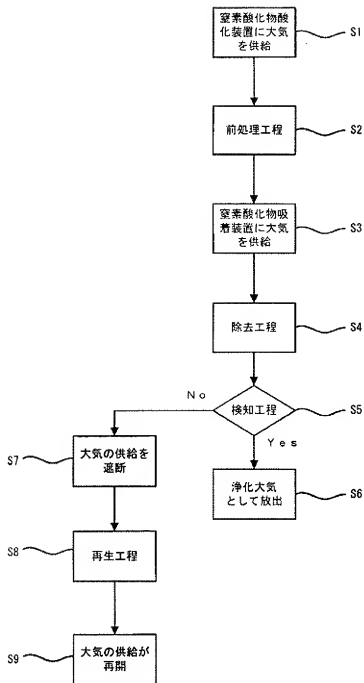 窒素酸化物酸
化装置に大気
を供給
S1
前処理工程
S2
窒素酸化物吸
着装置に大気
を供給
S3
除去工程
S4
検知工程
S5
No
Yes
浄化大気
として放出
S6
S7
大気の供給を
遮断
S8
再生工程
S9
大気の供給が
再開